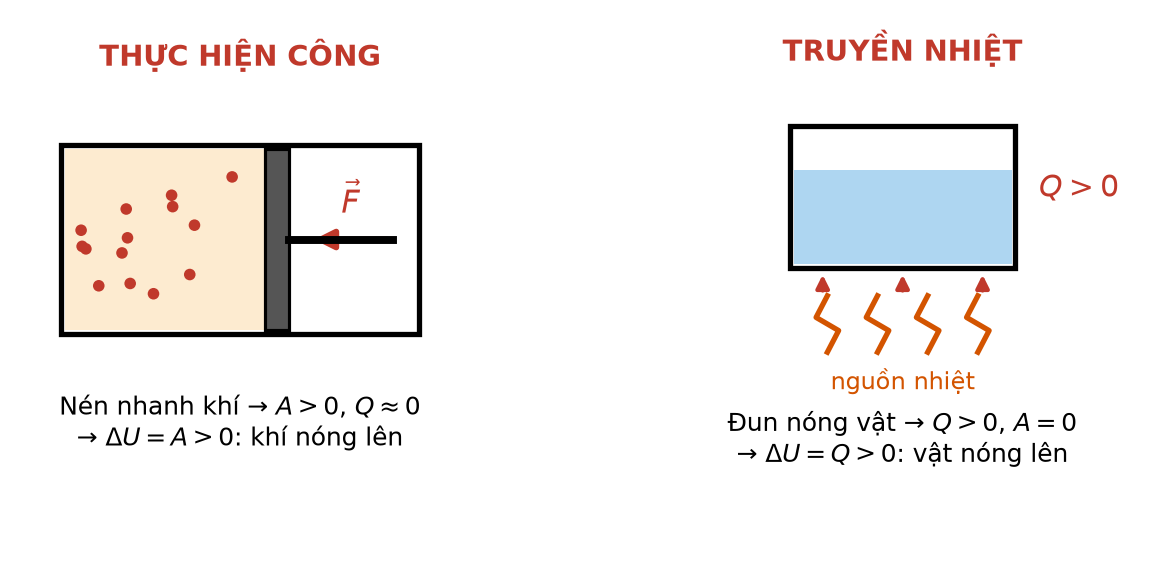 THỰC HIỆN CÔNG
F⃗
Nén nhanh khí → A > 0, Q ≈ 0
→ ΔU = A > 0: khí nóng lên
TRUYỀN NHIỆT
Q > 0
nguồn nhiệt
Đun nóng vật → Q > 0, A = 0
→ ΔU = Q > 0: vật nóng lên